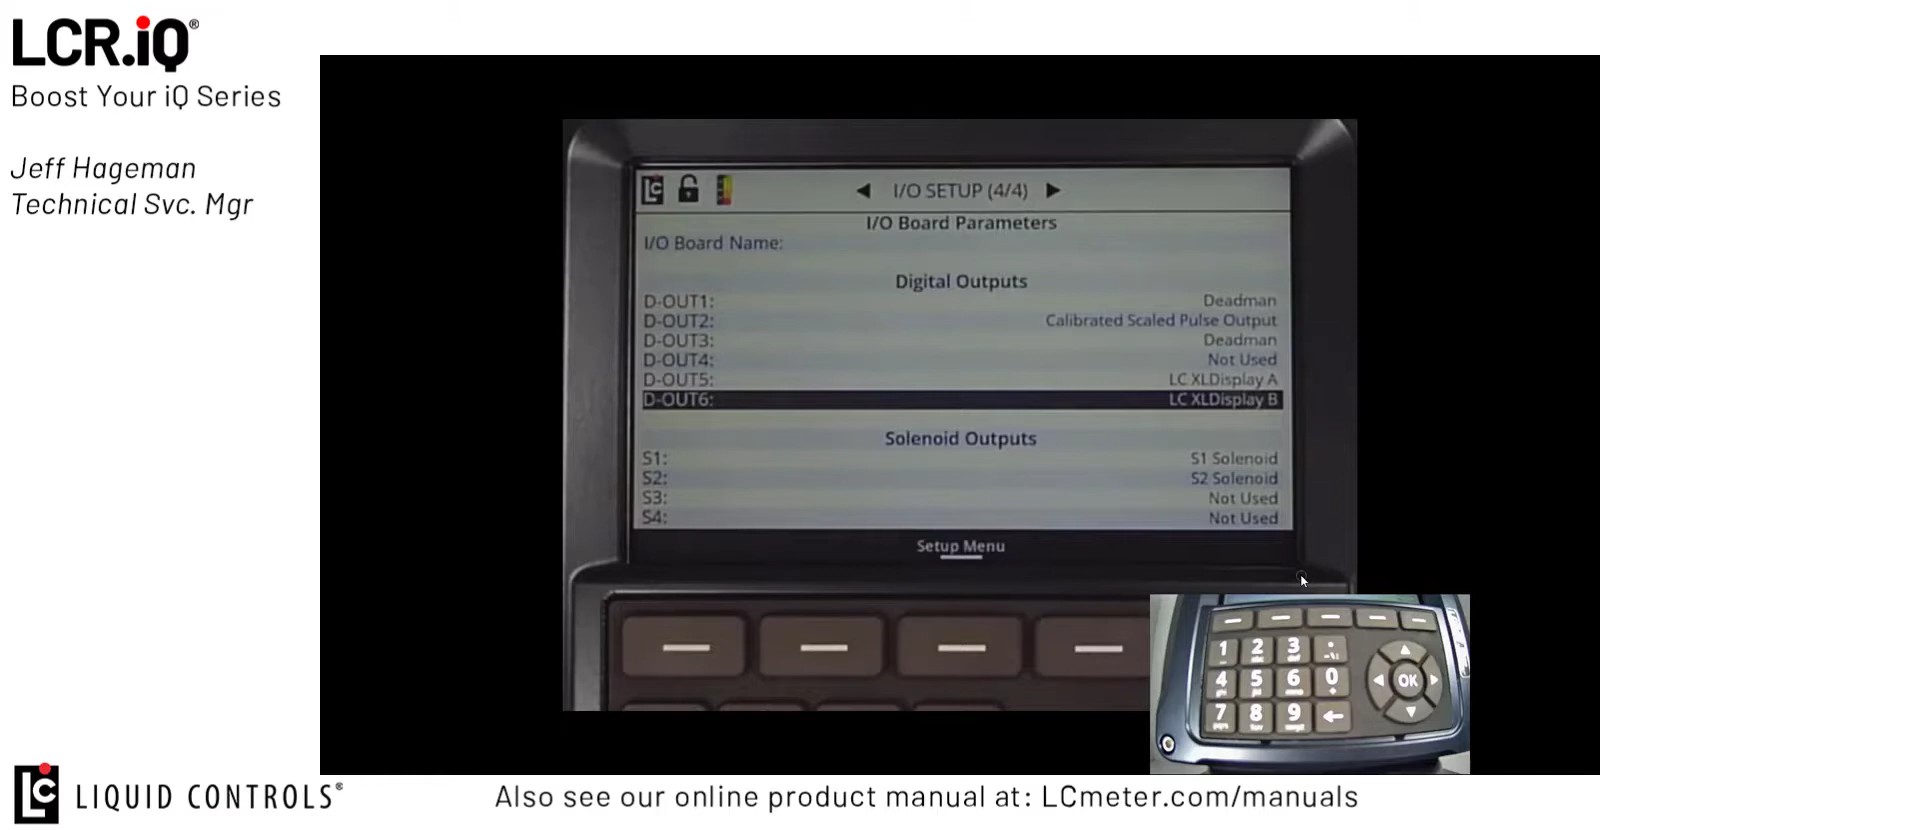 LCR.iQ®
Boost Your iQ Series
Jeff Hageman
Technical Svc. Mgr
LC
◀ I/O SETUP (4/4) ▶
I/O Board Parameters
I/O Board Name:
Digital Outputs
D-OUT1: Deadman
D-OUT2: Calibrated Scaled Pulse Output
D-OUT3: Deadman
D-OUT4: Not Used
D-OUT5: LC XLDisplay A
D-OUT6: LC XLDisplay B
Solenoid Outputs
S1: S1 Solenoid
S2: S2 Solenoid
S3: Not Used
S4: Not Used
Setup Menu
1 2 3 .
4 5 6 0
7 8 9 ←
OK
LC LIQUID CONTROLS®
Also see our online product manual at: LCmeter.com/manuals